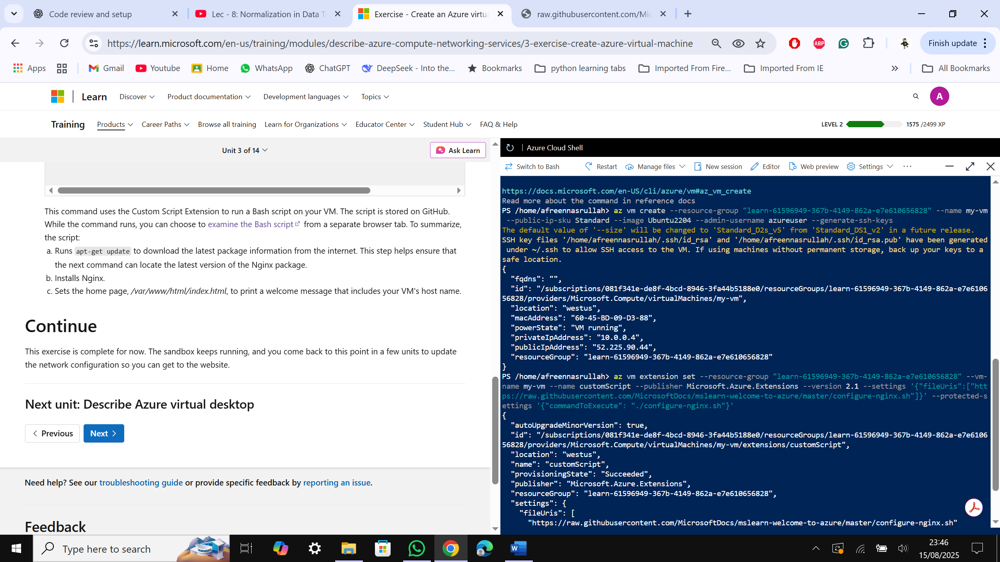 Code review and setup
Lec - 8: Normalization in Data T
Exercise - Create an Azure virtua
raw.githubusercontent.com/Mic
https://learn.microsoft.com/en-us/training/modules/describe-azure-compute-networking-services/3-exercise-create-azure-virtual-machine
ABP
Finish update
Apps
Gmail
Youtube
Home
WhatsApp
ChatGPT
DeepSeek - Into the...
Bookmarks
python learning tabs
Imported From Fire...
Imported From IE
All Bookmarks
Learn
Discover
Product documentation
Development languages
Topics
A
Training
Products
Career Paths
Browse all training
Learn for Organizations
Educator Center
Student Hub
FAQ & Help
LEVEL 2
1575 /2499 XP
Unit 3 of 14
Ask Learn
This command uses the Custom Script Extension to run a Bash script on your VM. The script is stored on GitHub.
While the command runs, you can choose to examine the Bash script from a separate browser tab. To summarize,
the script:
a. Runs apt-get update to download the latest package information from the internet. This step helps ensure that
the next command can locate the latest version of the Nginx package.
b. Installs Nginx.
c. Sets the home page, /var/www/html/index.html, to print a welcome message that includes your VM's host name.
Continue
This exercise is complete for now. The sandbox keeps running, and you come back to this point in a few units to update
the network configuration so you can get to the website.
Next unit: Describe Azure virtual desktop
Previous
Next
Need help? See our troubleshooting guide or provide specific feedback by reporting an issue.
Feedback
Azure Cloud Shell
Switch to Bash
Restart
Manage files
New session
Editor
Web preview
Settings
https://docs.microsoft.com/en-US/cli/azure/vm#az_vm_create
Read more about the command in reference docs
PS /home/afreennasrullah> az vm create --resource-group "learn-61596949-367b-4149-862a-e7e610656828" --name my-vm
--public-ip-sku Standard --image Ubuntu2204 --admin-username azureuser --generate-ssh-keys
The default value of '--size' will be changed to 'Standard_D2s_v5' from 'Standard_DS1_v2' in a future release.
SSH key files '/home/afreennasrullah/.ssh/id_rsa' and '/home/afreennasrullah/.ssh/id_rsa.pub' have been generated
under ~/.ssh to allow SSH access to the VM. If using machines without permanent storage, back up your keys to a
safe location.
{
"fqdns": "",
"id": "/subscriptions/081f341e-de8f-4bcd-8946-3fa44b5188e0/resourceGroups/learn-61596949-367b-4149-862a-e7e6106
56828/providers/Microsoft.Compute/virtualMachines/my-vm",
"location": "westus",
"macAddress": "60-45-BD-09-D3-88",
"powerState": "VM running",
"privateIpAddress": "10.0.0.4",
"publicIpAddress": "52.225.90.44",
"resourceGroup": "learn-61596949-367b-4149-862a-e7e610656828"
}
PS /home/afreennasrullah> az vm extension set --resource-group "learn-61596949-367b-4149-862a-e7e610656828" --vm-
name my-vm --name customScript --publisher Microsoft.Azure.Extensions --version 2.1 --settings '{"fileUris":["htt
ps://raw.githubusercontent.com/MicrosoftDocs/mslearn-welcome-to-azure/master/configure-nginx.sh"]}' --protected-s
ettings '{"commandToExecute": "./configure-nginx.sh"}'
{
"autoUpgradeMinorVersion": true,
"id": "/subscriptions/081f341e-de8f-4bcd-8946-3fa44b5188e0/resourceGroups/learn-61596949-367b-4149-862a-e7e6106
56828/providers/Microsoft.Compute/virtualMachines/my-vm/extensions/customScript",
"location": "westus",
"name": "customScript",
"provisioningState": "Succeeded",
"publisher": "Microsoft.Azure.Extensions",
"resourceGroup": "learn-61596949-367b-4149-862a-e7e610656828",
"settings": {
"fileUris": [
"https://raw.githubusercontent.com/MicrosoftDocs/mslearn-welcome-to-azure/master/configure-nginx.sh"
Type here to search
23:46
15/08/2025